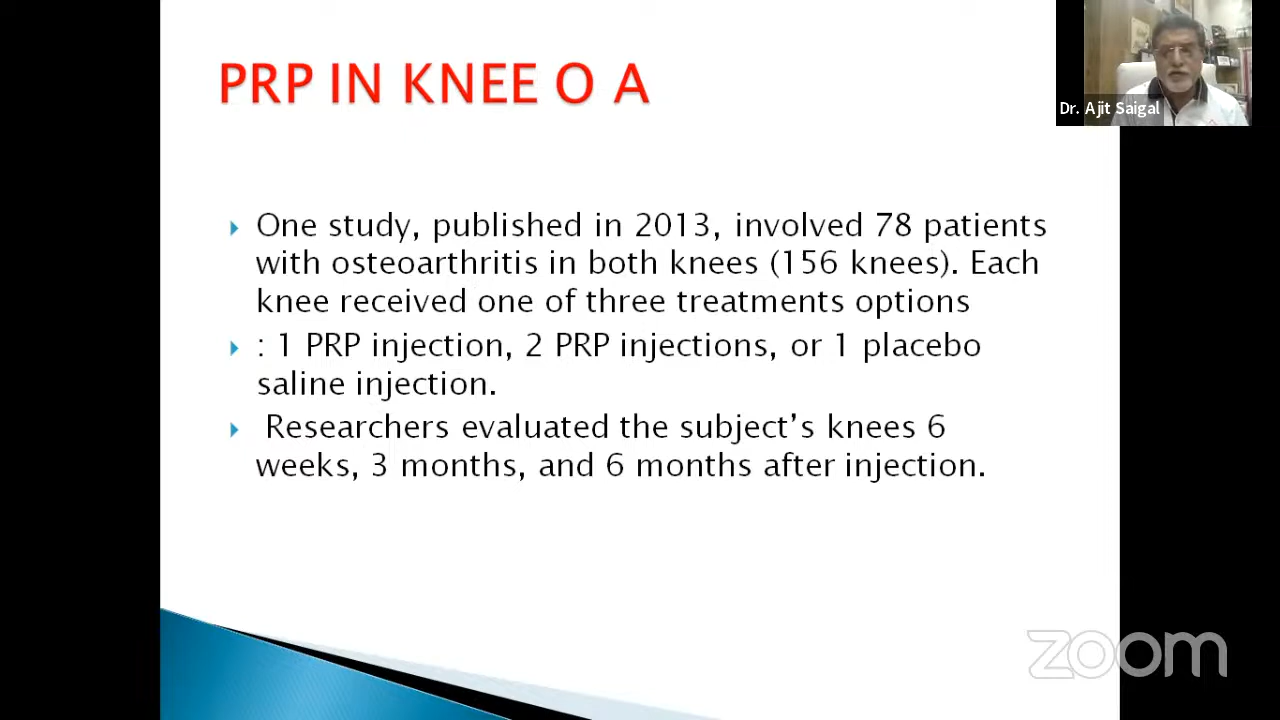 PRP IN KNEE O A
Dr. Ajit Saigal
One study, published in 2013, involved 78 patients
with osteoarthritis in both knees (156 knees). Each
knee received one of three treatments options
: 1 PRP injection, 2 PRP injections, or 1 placebo
saline injection.
Researchers evaluated the subject's knees 6
weeks, 3 months, and 6 months after injection.
zoom